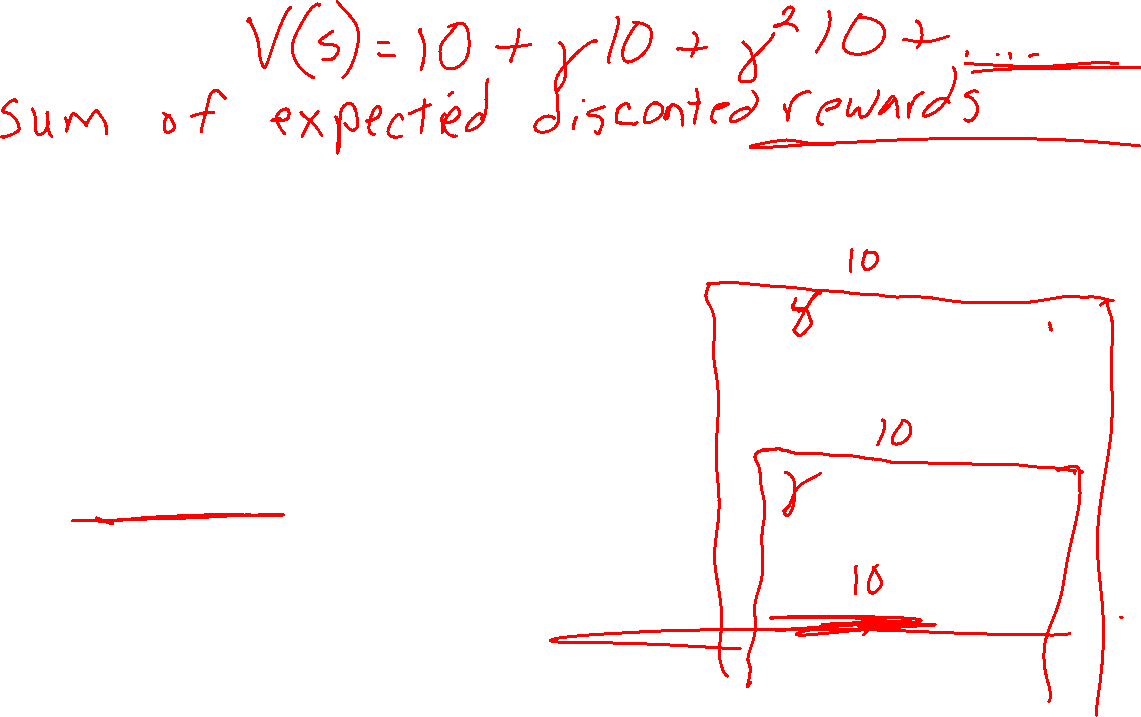 V(s) = 10 + γ10 + γ²10 + ....
sum of expected disconted rewards
10
γ
10
γ
10